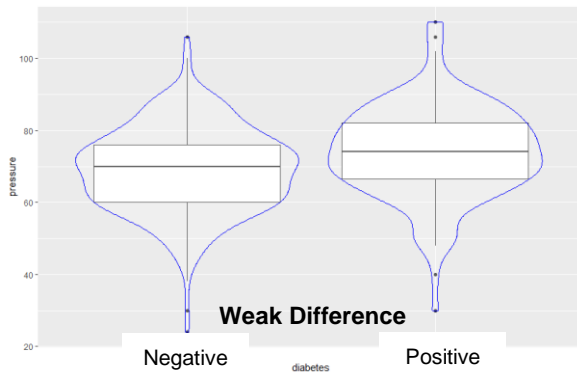 100
80
pressure
60
40
Weak Difference
20
Negative
Positive
diabetes